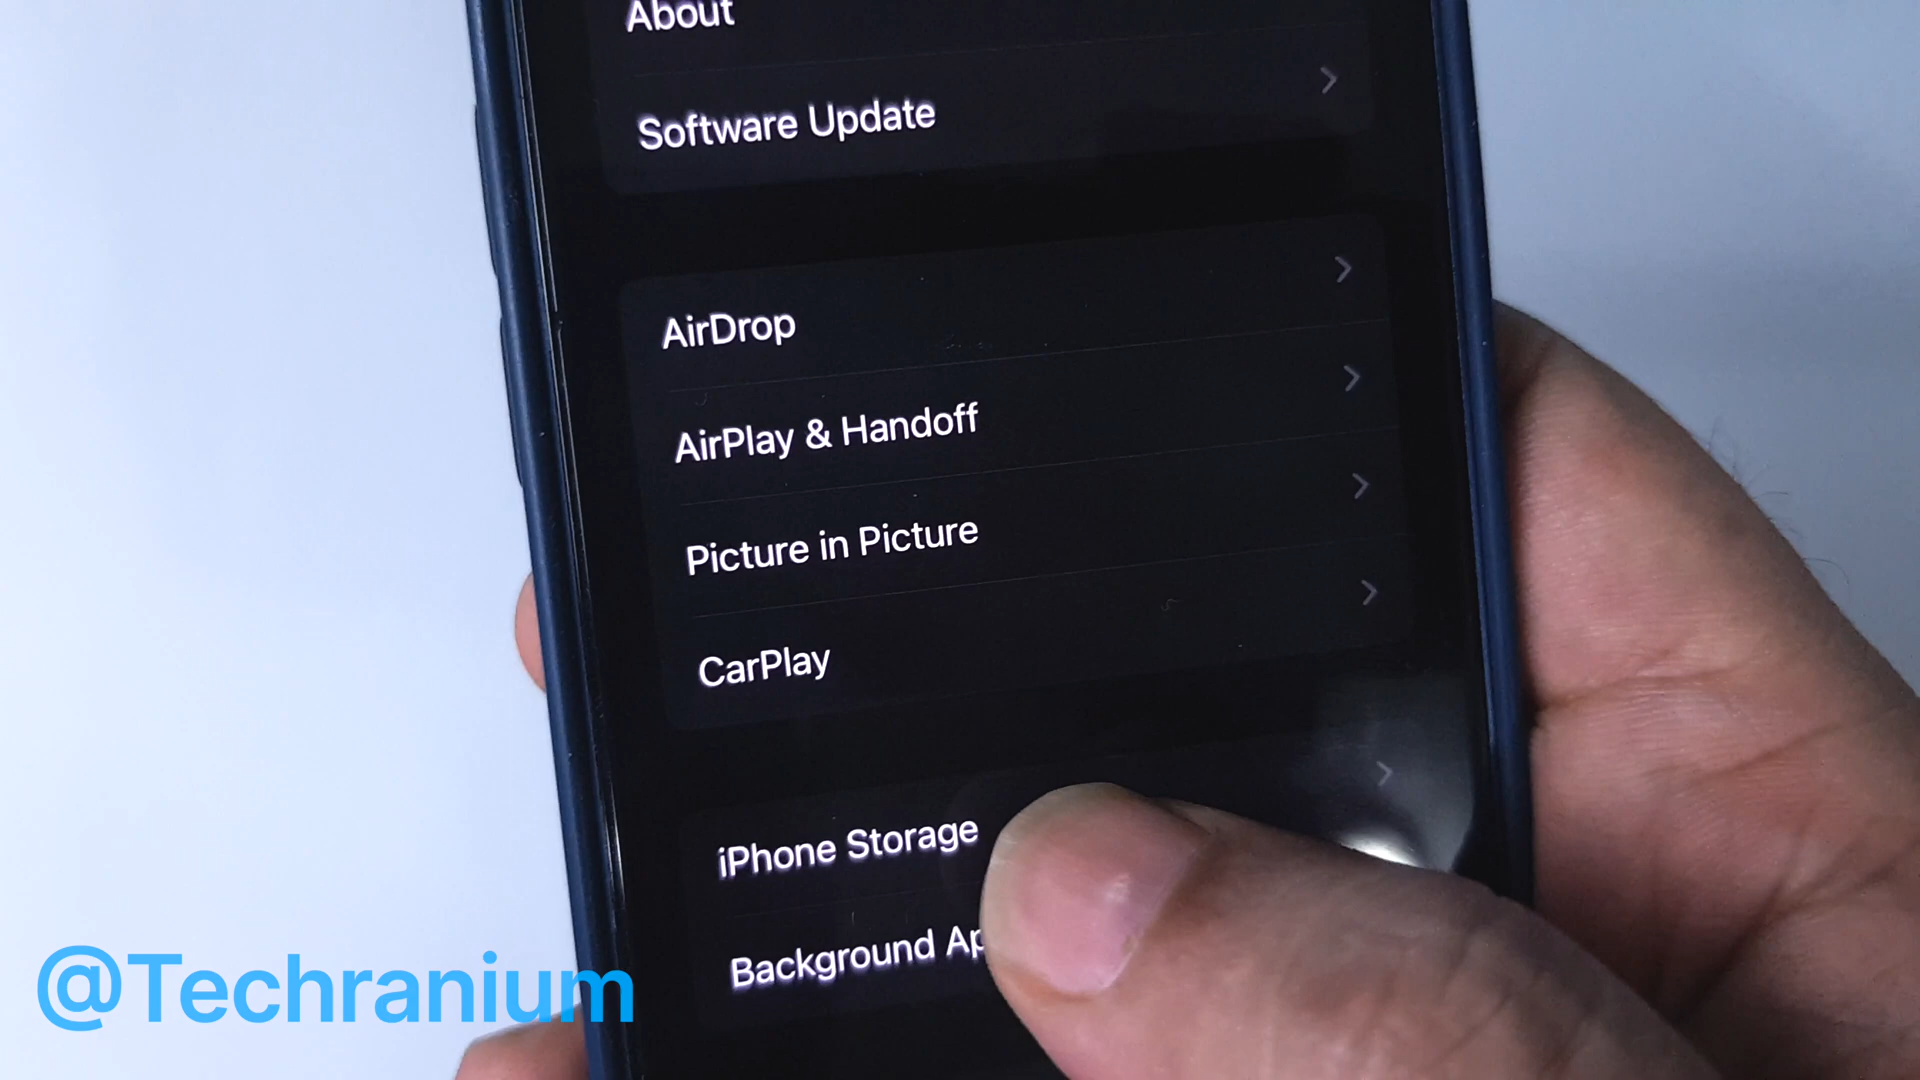 About
Software Update
AirDrop
AirPlay & Handoff
Picture in Picture
CarPlay
iPhone Storage
Background
@Techranium